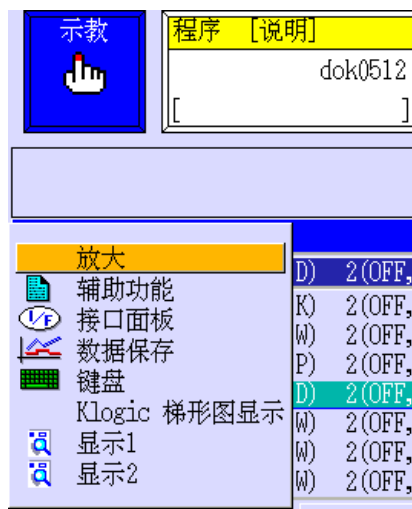 示教
程序 [说明]
dok0512
[ ]
放大
辅助功能
I/F 接口面板
数据保存
键盘
Klogic 梯形图显示
显示1
显示2
D) 2(OFF,
K) 2(OFF,
W) 2(OFF,
P) 2(OFF,
D) 2(OFF,
W) 2(OFF,
W) 2(OFF,
W) 2(OFF,